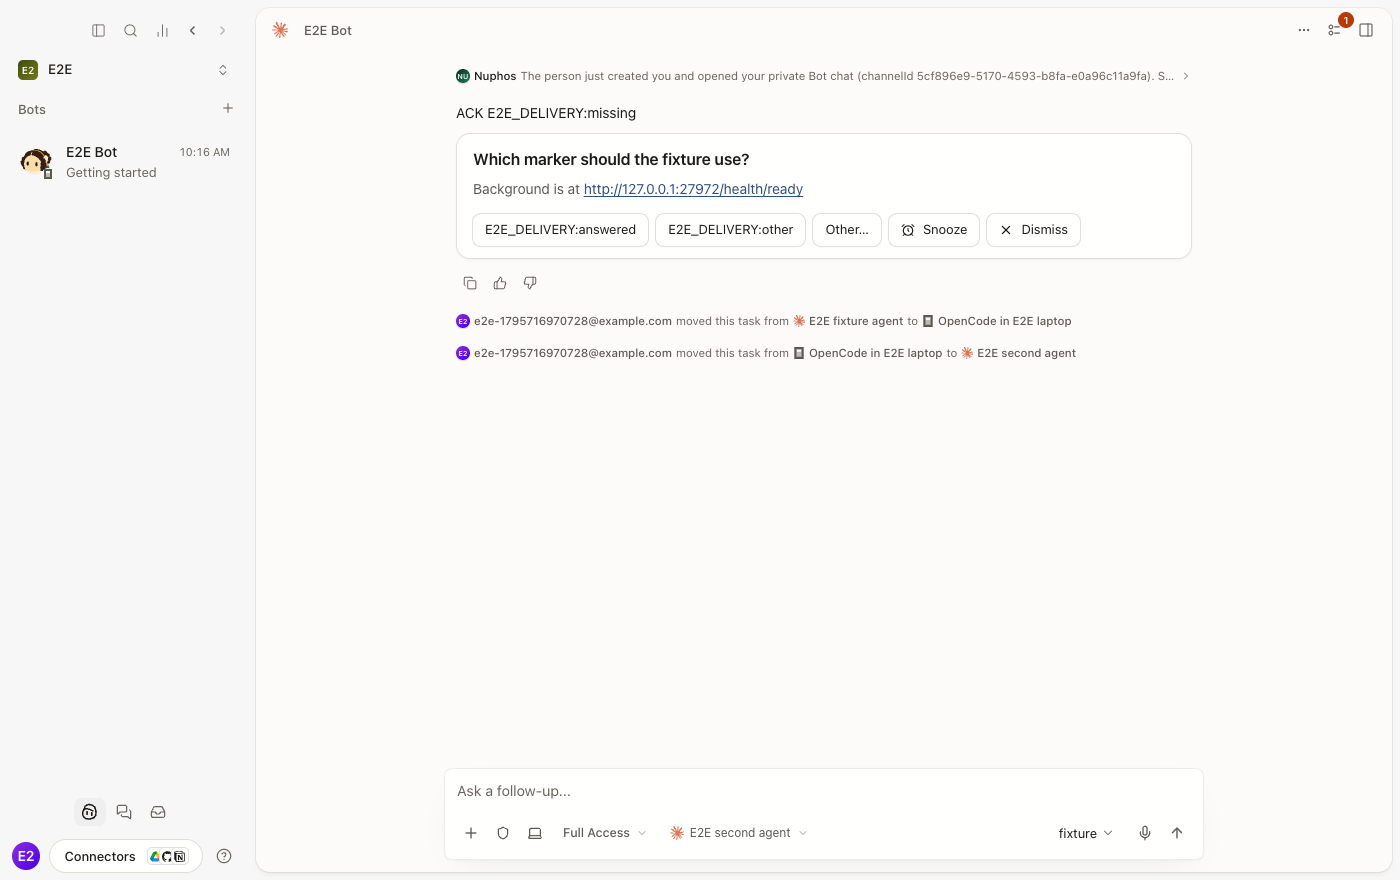 E2E Bot
1
E2 E2E
Bots
E2E Bot 10:16 AM
Getting started
NU Nuphos The person just created you and opened your private Bot chat (channelId 5cf896e9-5170-4593-b8fa-e0a96c11a9fa). S...
ACK E2E_DELIVERY:missing
Which marker should the fixture use?
Background is at http://127.0.0.1:27972/health/ready
E2E_DELIVERY:answered E2E_DELIVERY:other Other... Snooze Dismiss
E2 e2e-1795716970728@example.com moved this task from E2E fixture agent to OpenCode in E2E laptop
E2 e2e-1795716970728@example.com moved this task from OpenCode in E2E laptop to E2E second agent
Ask a follow-up...
Full Access E2E second agent fixture
E2 Connectors